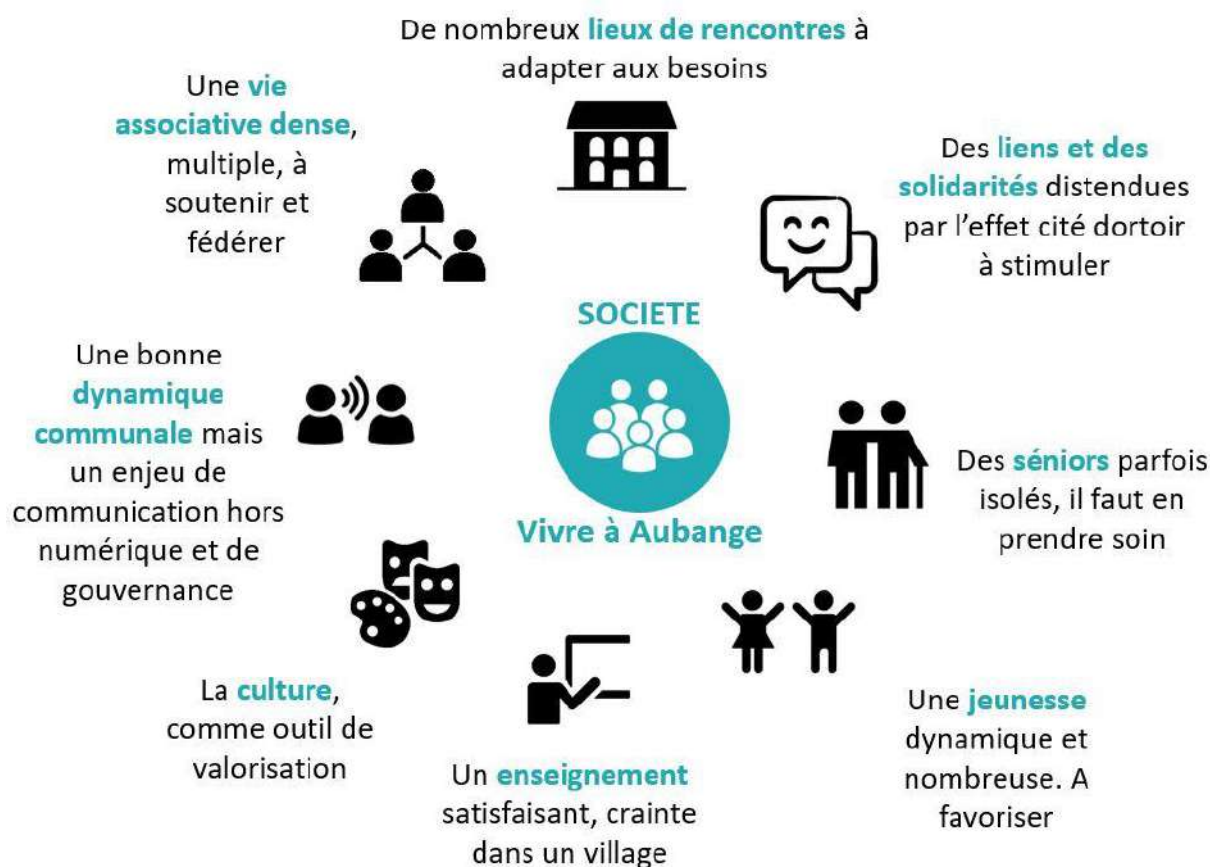 De nombreux lieux de rencontres à
adapter aux besoins
Une vie
associative dense,
multiple, à
soutenir et
fédérer
Des liens et des
solidarités distendues
par l'effet cité dortoir
à stimuler
SOCIETE
Vivre à Aubange
Une bonne
dynamique
communale mais
un enjeu de
communication hors
numérique et de
gouvernance
Des séniors parfois
isolés, il faut en
prendre soin
La culture,
comme outil de
valorisation
Un enseignement
satisfaisant, crainte
dans un village
Une jeunesse
dynamique et
nombreuse. A
favoriser